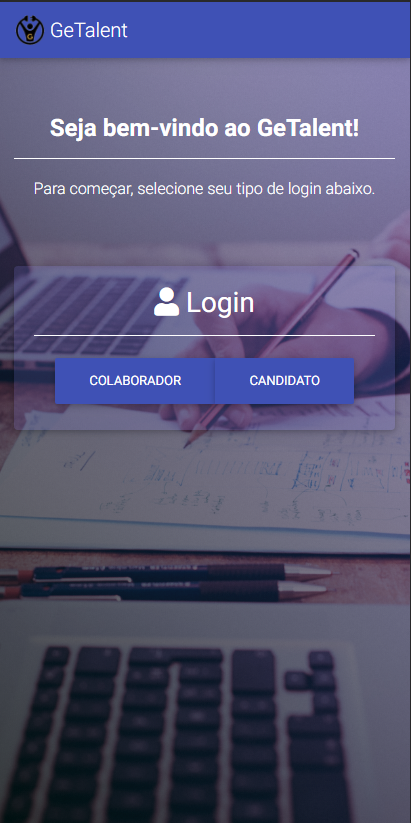 GeTalent
Seja bem-vindo ao GeTalent!
Para começar, selecione seu tipo de login abaixo.
Login
COLABORADOR CANDIDATO